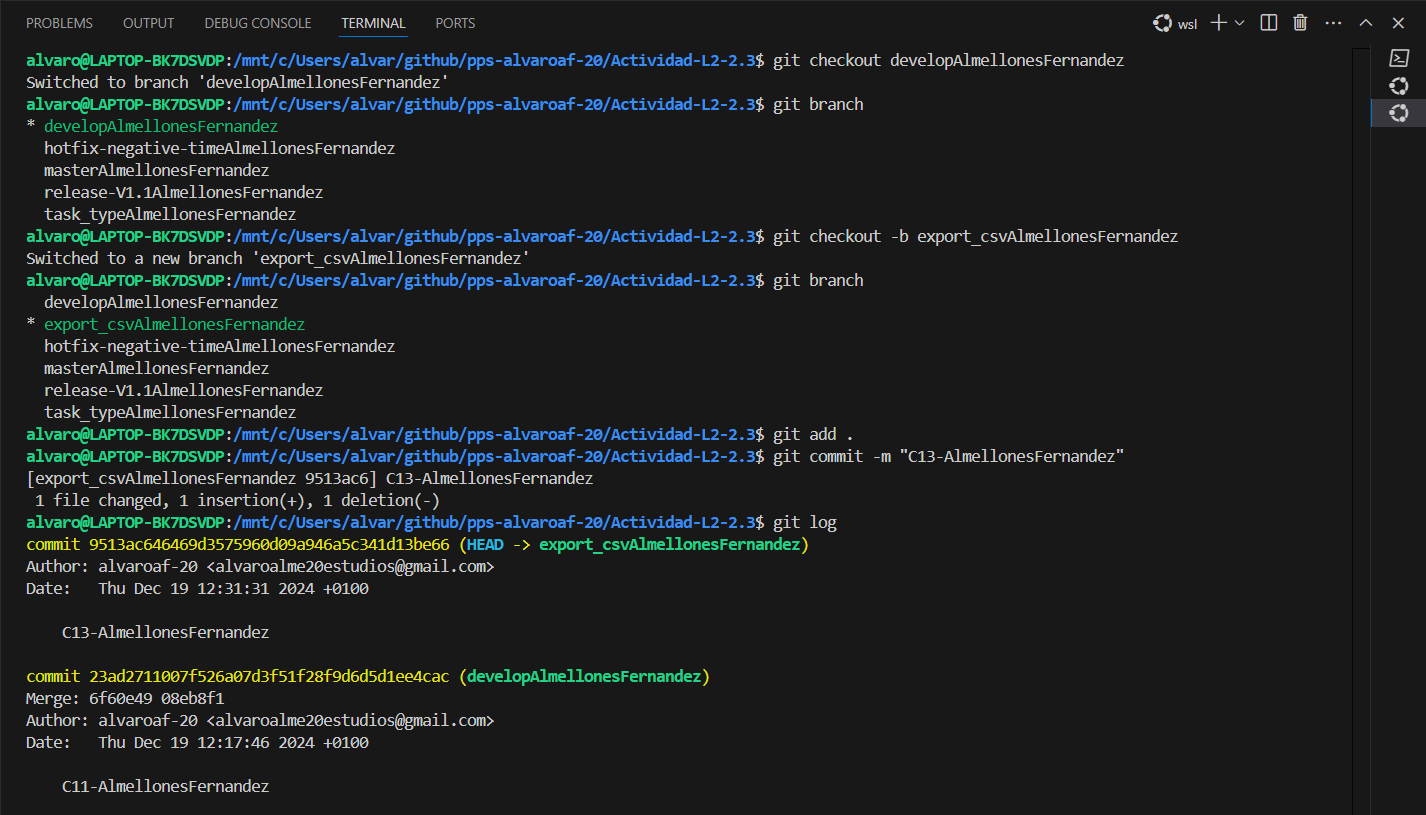 PROBLEMS OUTPUT DEBUG CONSOLE TERMINAL PORTS wsl
alvaro@LAPTOP-BK7DSVDP:/mnt/c/Users/alvar/github/pps-alvaroaf-20/Actividad-L2-2.3$ git checkout developAlmellonesFernandez
Switched to branch 'developAlmellonesFernandez'
alvaro@LAPTOP-BK7DSVDP:/mnt/c/Users/alvar/github/pps-alvaroaf-20/Actividad-L2-2.3$ git branch
* developAlmellonesFernandez
  hotfix-negative-timeAlmellonesFernandez
  masterAlmellonesFernandez
  release-V1.1AlmellonesFernandez
  task_typeAlmellonesFernandez
alvaro@LAPTOP-BK7DSVDP:/mnt/c/Users/alvar/github/pps-alvaroaf-20/Actividad-L2-2.3$ git checkout -b export_csvAlmellonesFernandez
Switched to a new branch 'export_csvAlmellonesFernandez'
alvaro@LAPTOP-BK7DSVDP:/mnt/c/Users/alvar/github/pps-alvaroaf-20/Actividad-L2-2.3$ git branch
  developAlmellonesFernandez
* export_csvAlmellonesFernandez
  hotfix-negative-timeAlmellonesFernandez
  masterAlmellonesFernandez
  release-V1.1AlmellonesFernandez
  task_typeAlmellonesFernandez
alvaro@LAPTOP-BK7DSVDP:/mnt/c/Users/alvar/github/pps-alvaroaf-20/Actividad-L2-2.3$ git add .
alvaro@LAPTOP-BK7DSVDP:/mnt/c/Users/alvar/github/pps-alvaroaf-20/Actividad-L2-2.3$ git commit -m "C13-AlmellonesFernandez"
[export_csvAlmellonesFernandez 9513ac6] C13-AlmellonesFernandez
 1 file changed, 1 insertion(+), 1 deletion(-)
alvaro@LAPTOP-BK7DSVDP:/mnt/c/Users/alvar/github/pps-alvaroaf-20/Actividad-L2-2.3$ git log
commit 9513ac646469d3575960d09a946a5c341d13be66 (HEAD -> export_csvAlmellonesFernandez)
Author: alvaroaf-20 <alvaroalme20estudios@gmail.com>
Date:   Thu Dec 19 12:31:31 2024 +0100
    C13-AlmellonesFernandez
commit 23ad2711007f526a07d3f51f28f9d6d5d1ee4cac (developAlmellonesFernandez)
Merge: 6f60e49 08eb8f1
Author: alvaroaf-20 <alvaroalme20estudios@gmail.com>
Date:   Thu Dec 19 12:17:46 2024 +0100
    C11-AlmellonesFernandez